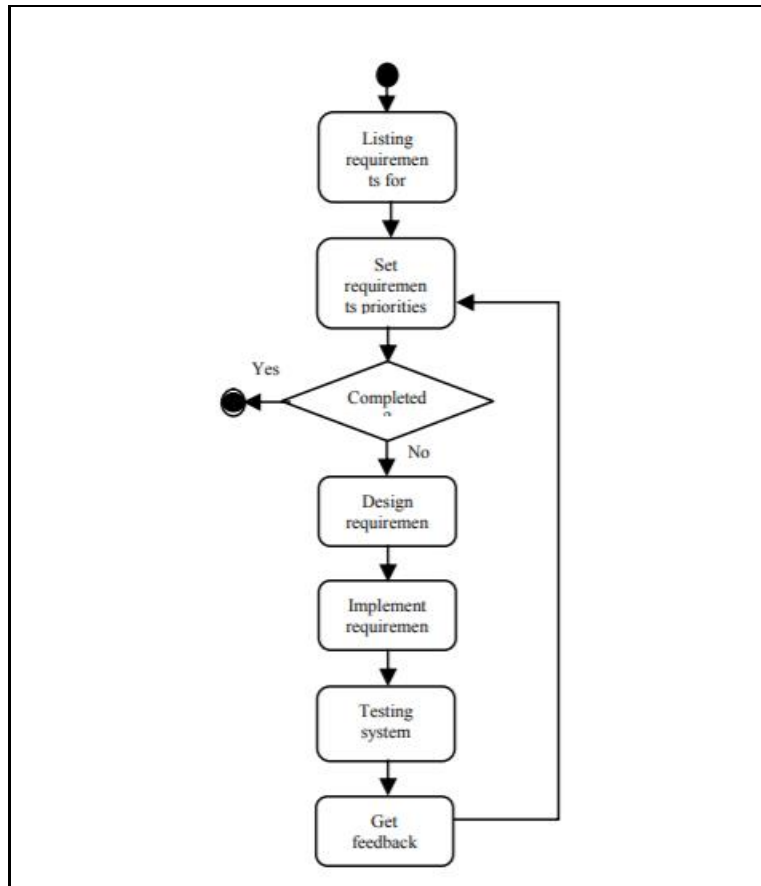 Listing
requiremen
ts for
Set
requiremen
ts priorities
Yes
Completed
No
Design
requiremen
Implement
requiremen
Testing
system
Get
feedback